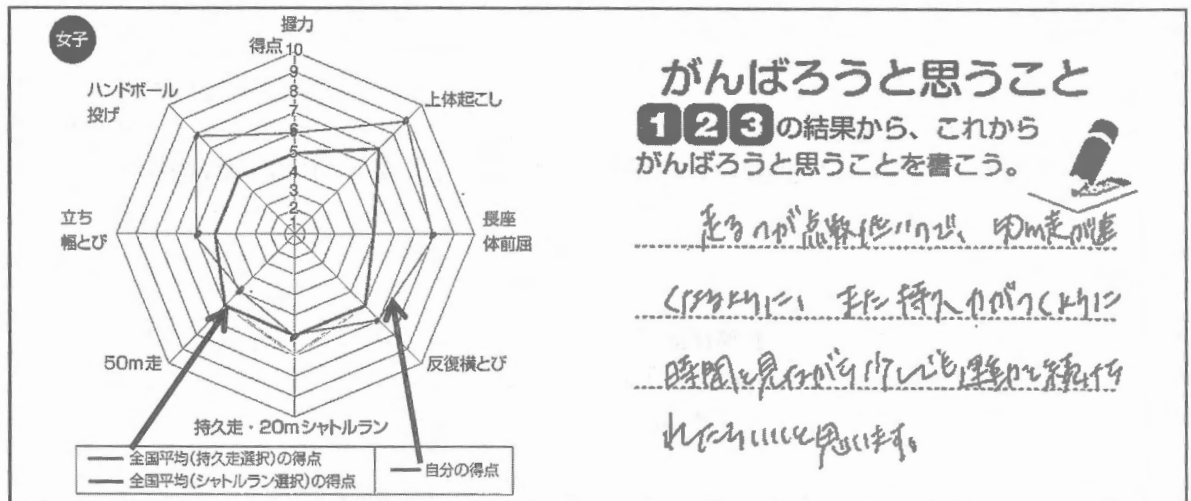 女子
握力
得点
10
9
8
7
6
5
4
3
2
1
上体起こし
長座
体前屈
反復横とび
持久走・20mシャトルラン
50m走
立ち
幅とび
ハンドボール
投げ
全国平均(持久走選択)の得点
全国平均(シャトルラン選択)の得点
自分の得点
がんばろうと思うこと
1 2 3 の結果から、これから
がんばろうと思うことを書こう。
走るのが点数低いので、50m走が速
くなるように、また持久力がつくように
時間を見ながら少しでも運動を続けら
れたらいいと思います。